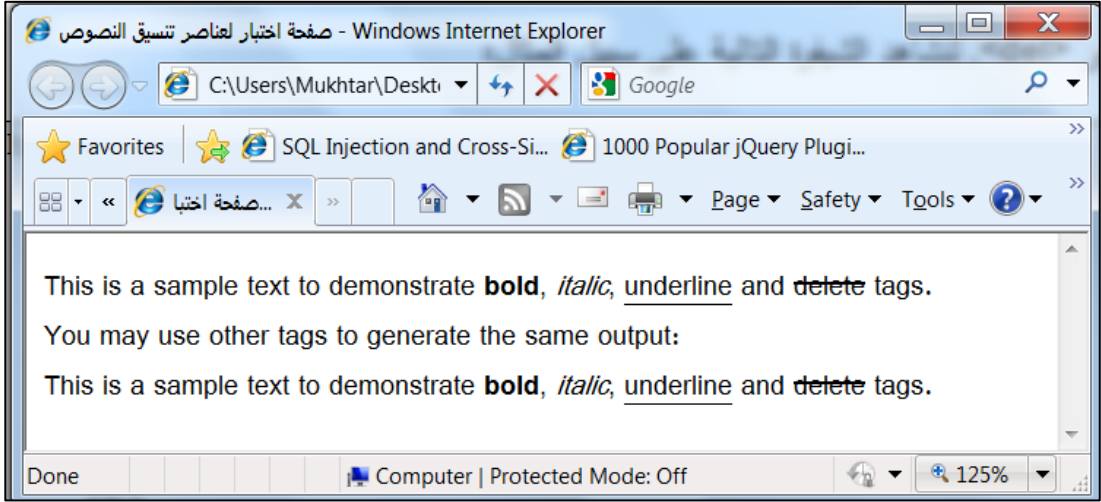 صفحة اختبار لعناصر تنسيق النصوص - Windows Internet Explorer
C:\Users\Mukhtar\Deskt Google
Favorites SQL Injection and Cross-Si... 1000 Popular jQuery Plugi...
صفحة اختبا... X Page Safety Tools
This is a sample text to demonstrate bold, italic, underline and delete tags.
You may use other tags to generate the same output:
This is a sample text to demonstrate bold, italic, underline and delete tags.
Done Computer | Protected Mode: Off 125%